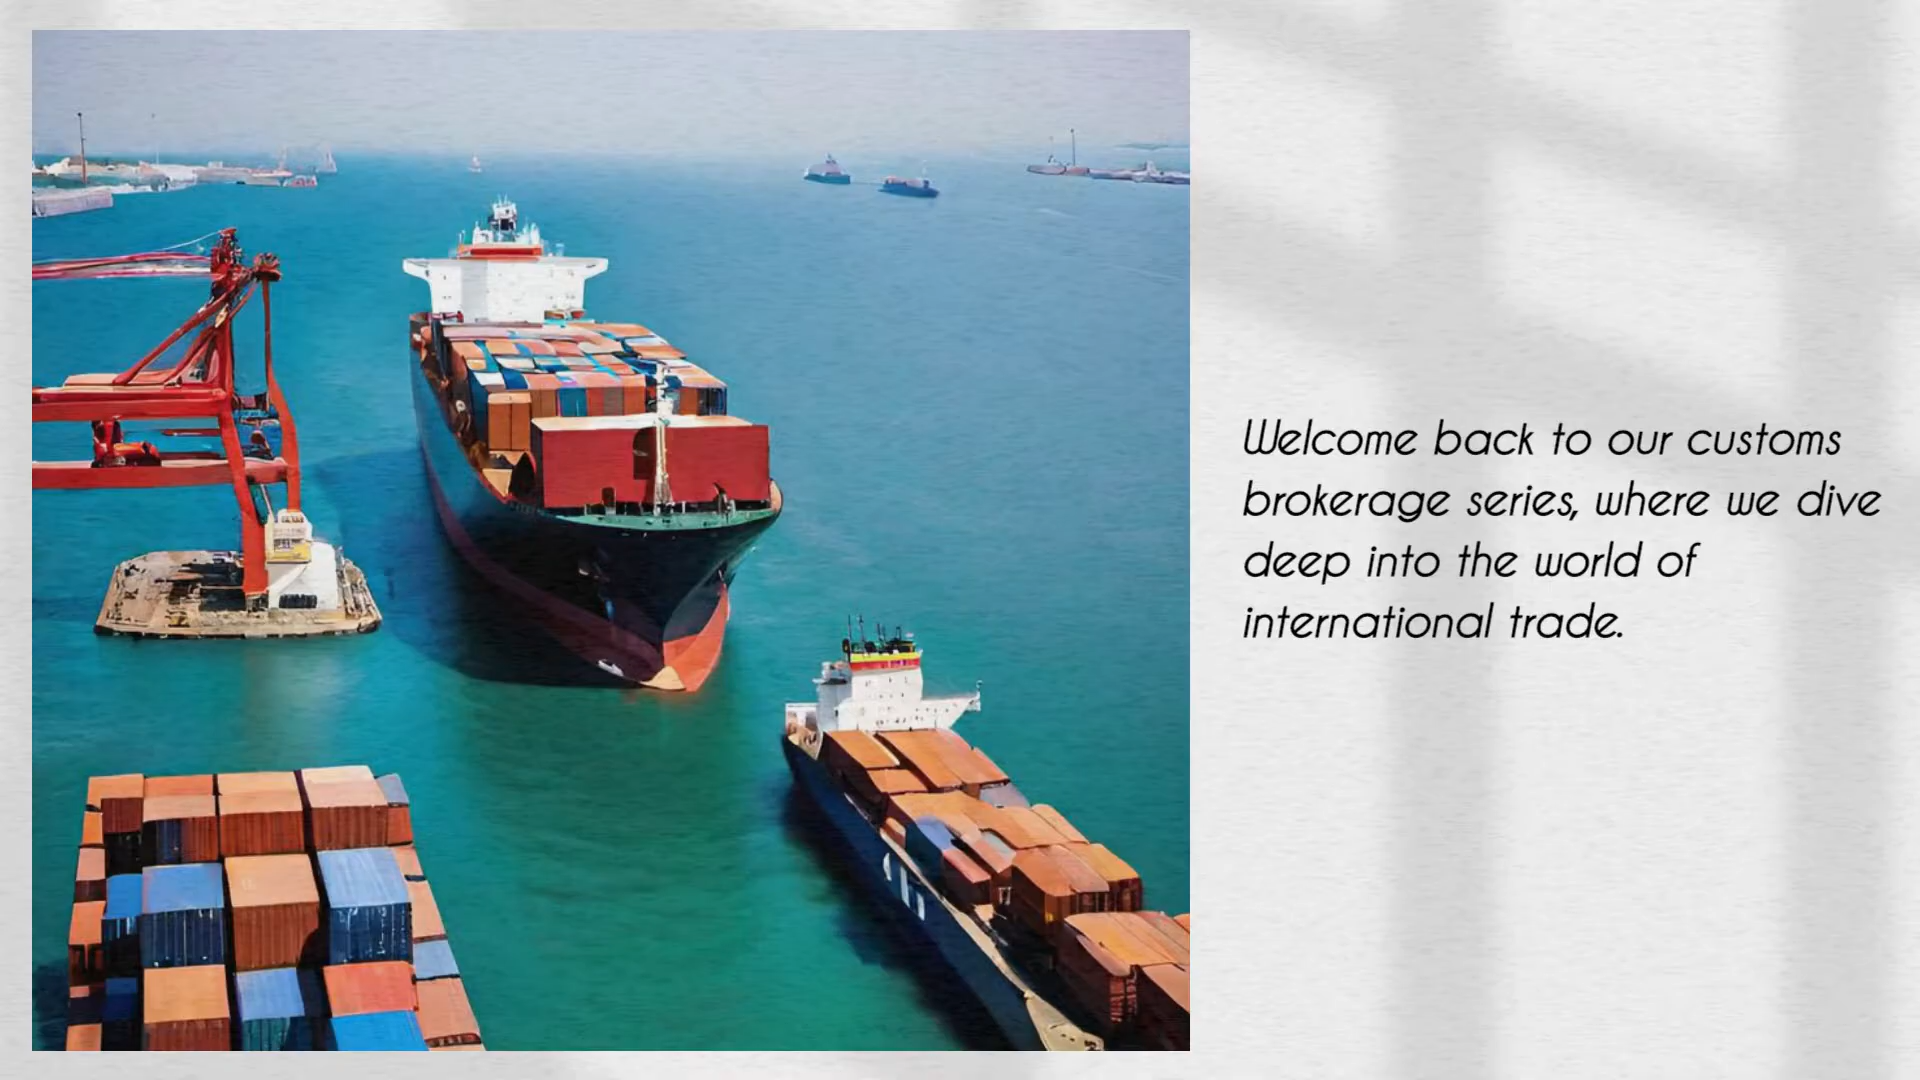 Welcome back to our customs
brokerage series, where we dive
deep into the world of
international trade.